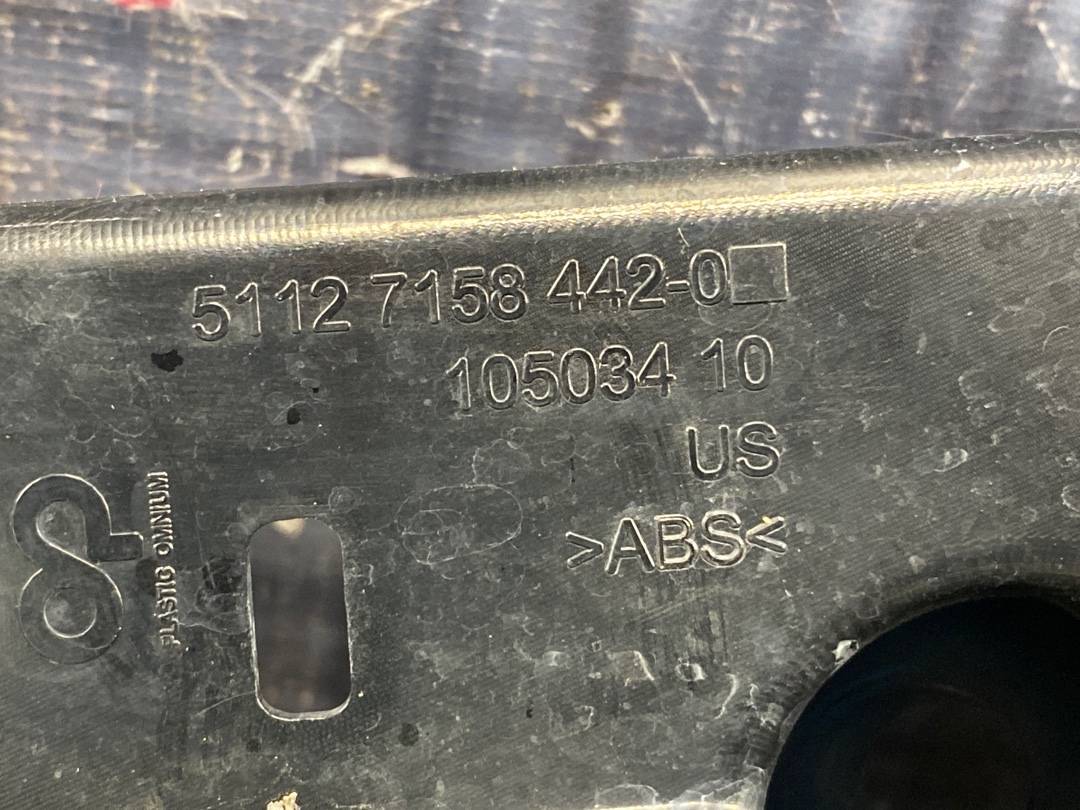 5112 7158 442-0
105034 10
US
>ABS<
PLASTIC OMNIUM